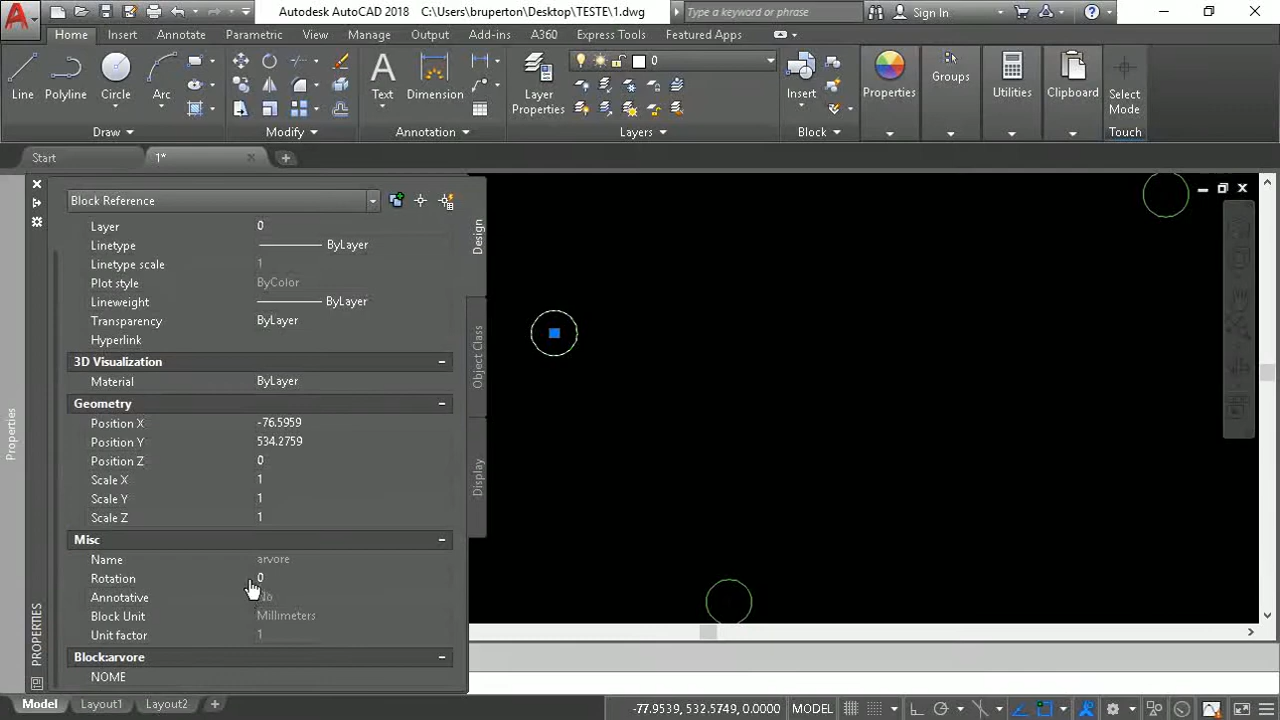 A Autodesk AutoCAD 2018 C:\Users\bruperton\Desktop\TESTE\1.dwg Type a keyword or phrase Sign In
Home Insert Annotate Parametric View Manage Output Add-ins A360 Express Tools Featured Apps
0
Line Polyline Circle Arc A Text Dimension Layer Properties Insert Properties Groups Utilities Clipboard Select Mode
Draw Modify Annotation Layers Block Touch
Start 1*
Block Reference
Layer 0
Linetype ByLayer
Linetype scale 1
Plot style ByColor
Lineweight ByLayer
Transparency ByLayer
Hyperlink
3D Visualization
Material ByLayer
Geometry
Position X -76.5959
Position Y 534.2759
Position Z 0
Scale X 1
Scale Y 1
Scale Z 1
Misc
Name arvore
Rotation 0
Annotative
Block Unit Millimeters
Unit factor 1
Block:arvore
NOME
Design
Object Class
Display
Properties
PROPERTIES
Model Layout1 Layout2 -77.9539, 532.5749, 0.0000 MODEL